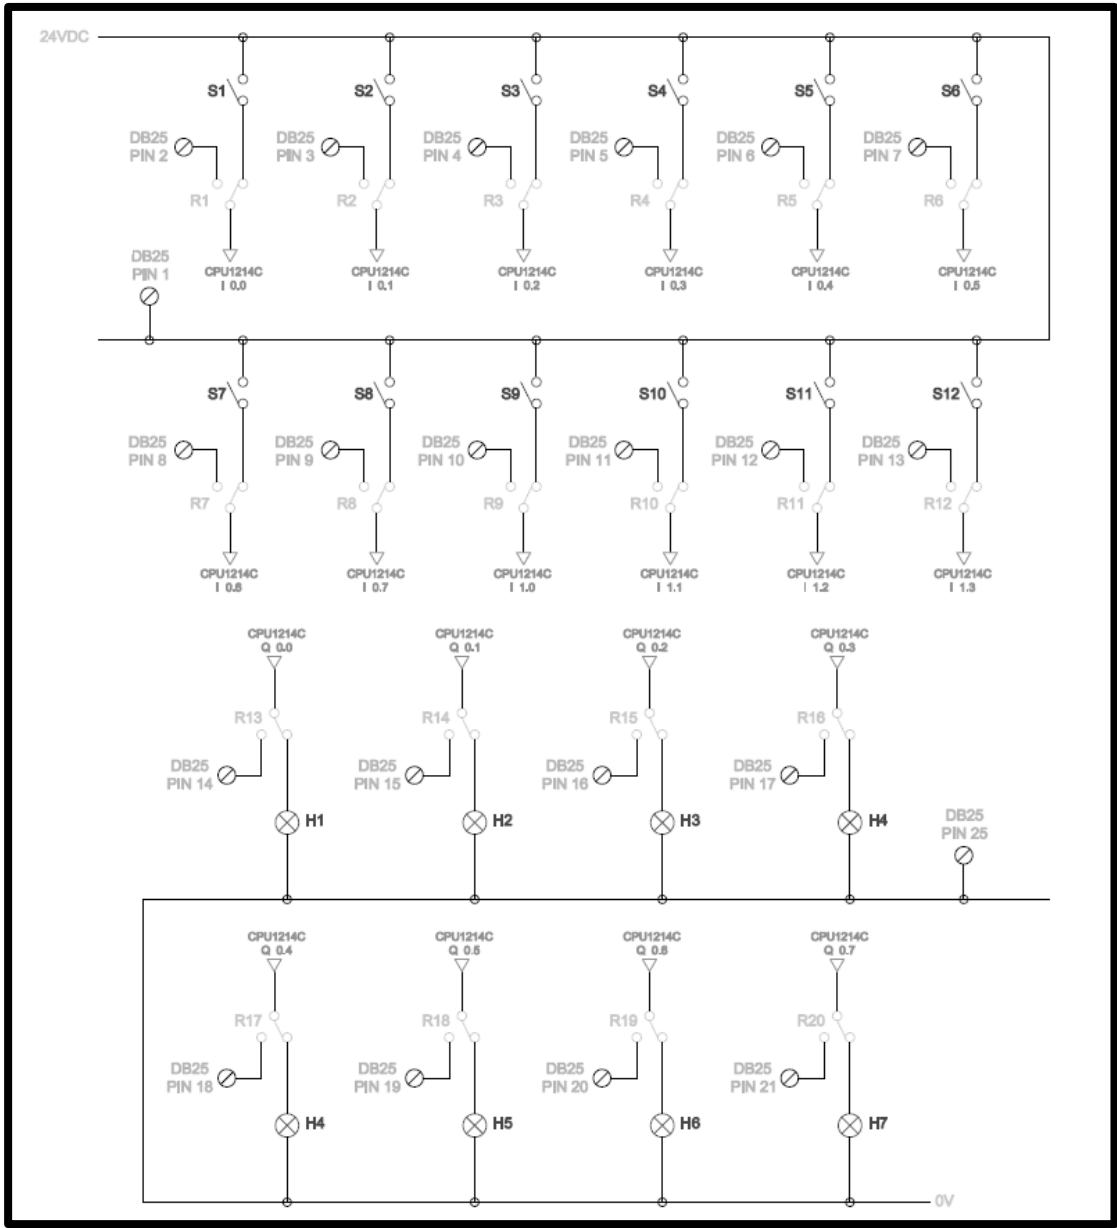 24VDC
S1
S2
S3
S4
S5
S6
DB25
PIN 2
DB25
PIN 3
DB25
PIN 4
DB25
PIN 5
DB25
PIN 6
DB25
PIN 7
R1
R2
R3
R4
R5
R6
DB25
PIN 1
CPU1214C
I 0.0
CPU1214C
I 0.1
CPU1214C
I 0.2
CPU1214C
I 0.3
CPU1214C
I 0.4
CPU1214C
I 0.5
S7
S8
S9
S10
S11
S12
DB25
PIN 8
DB25
PIN 9
DB25
PIN 10
DB25
PIN 11
DB25
PIN 12
DB25
PIN 13
R7
R8
R9
R10
R11
R12
CPU1214C
I 0.6
CPU1214C
I 0.7
CPU1214C
I 1.0
CPU1214C
I 1.1
CPU1214C
I 1.2
CPU1214C
I 1.3
CPU1214C
Q 0.0
CPU1214C
Q 0.1
CPU1214C
Q 0.2
CPU1214C
Q 0.3
R13
R14
R15
R16
DB25
PIN 14
DB25
PIN 15
DB25
PIN 16
DB25
PIN 17
H1
H2
H3
H4
DB25
PIN 25
CPU1214C
Q 0.4
CPU1214C
Q 0.5
CPU1214C
Q 0.6
CPU1214C
Q 0.7
R17
R18
R19
R20
DB25
PIN 18
DB25
PIN 19
DB25
PIN 20
DB25
PIN 21
H4
H5
H6
H7
0V